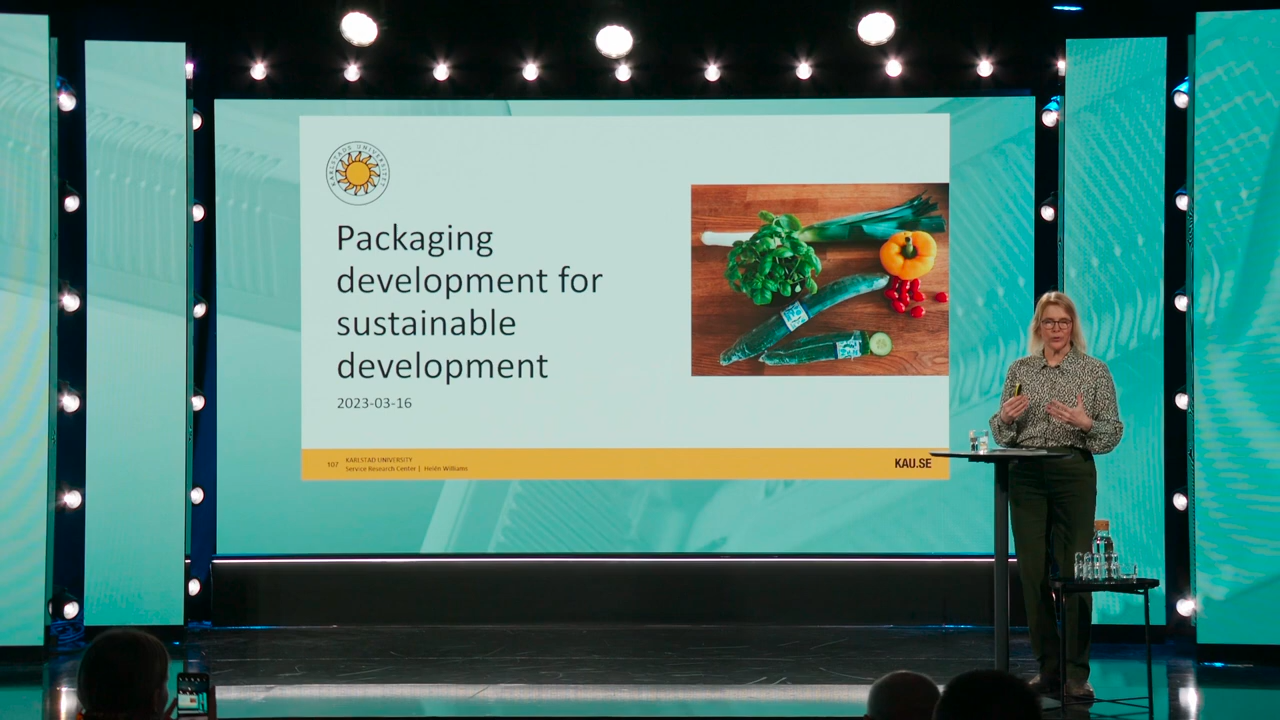 KARLSTAD UNIVERSITY
Packaging
development for
sustainable
development
2023-03-16
107
KARLSTAD UNIVERSITY
Service Research Center | Helén Williams
KAU.SE